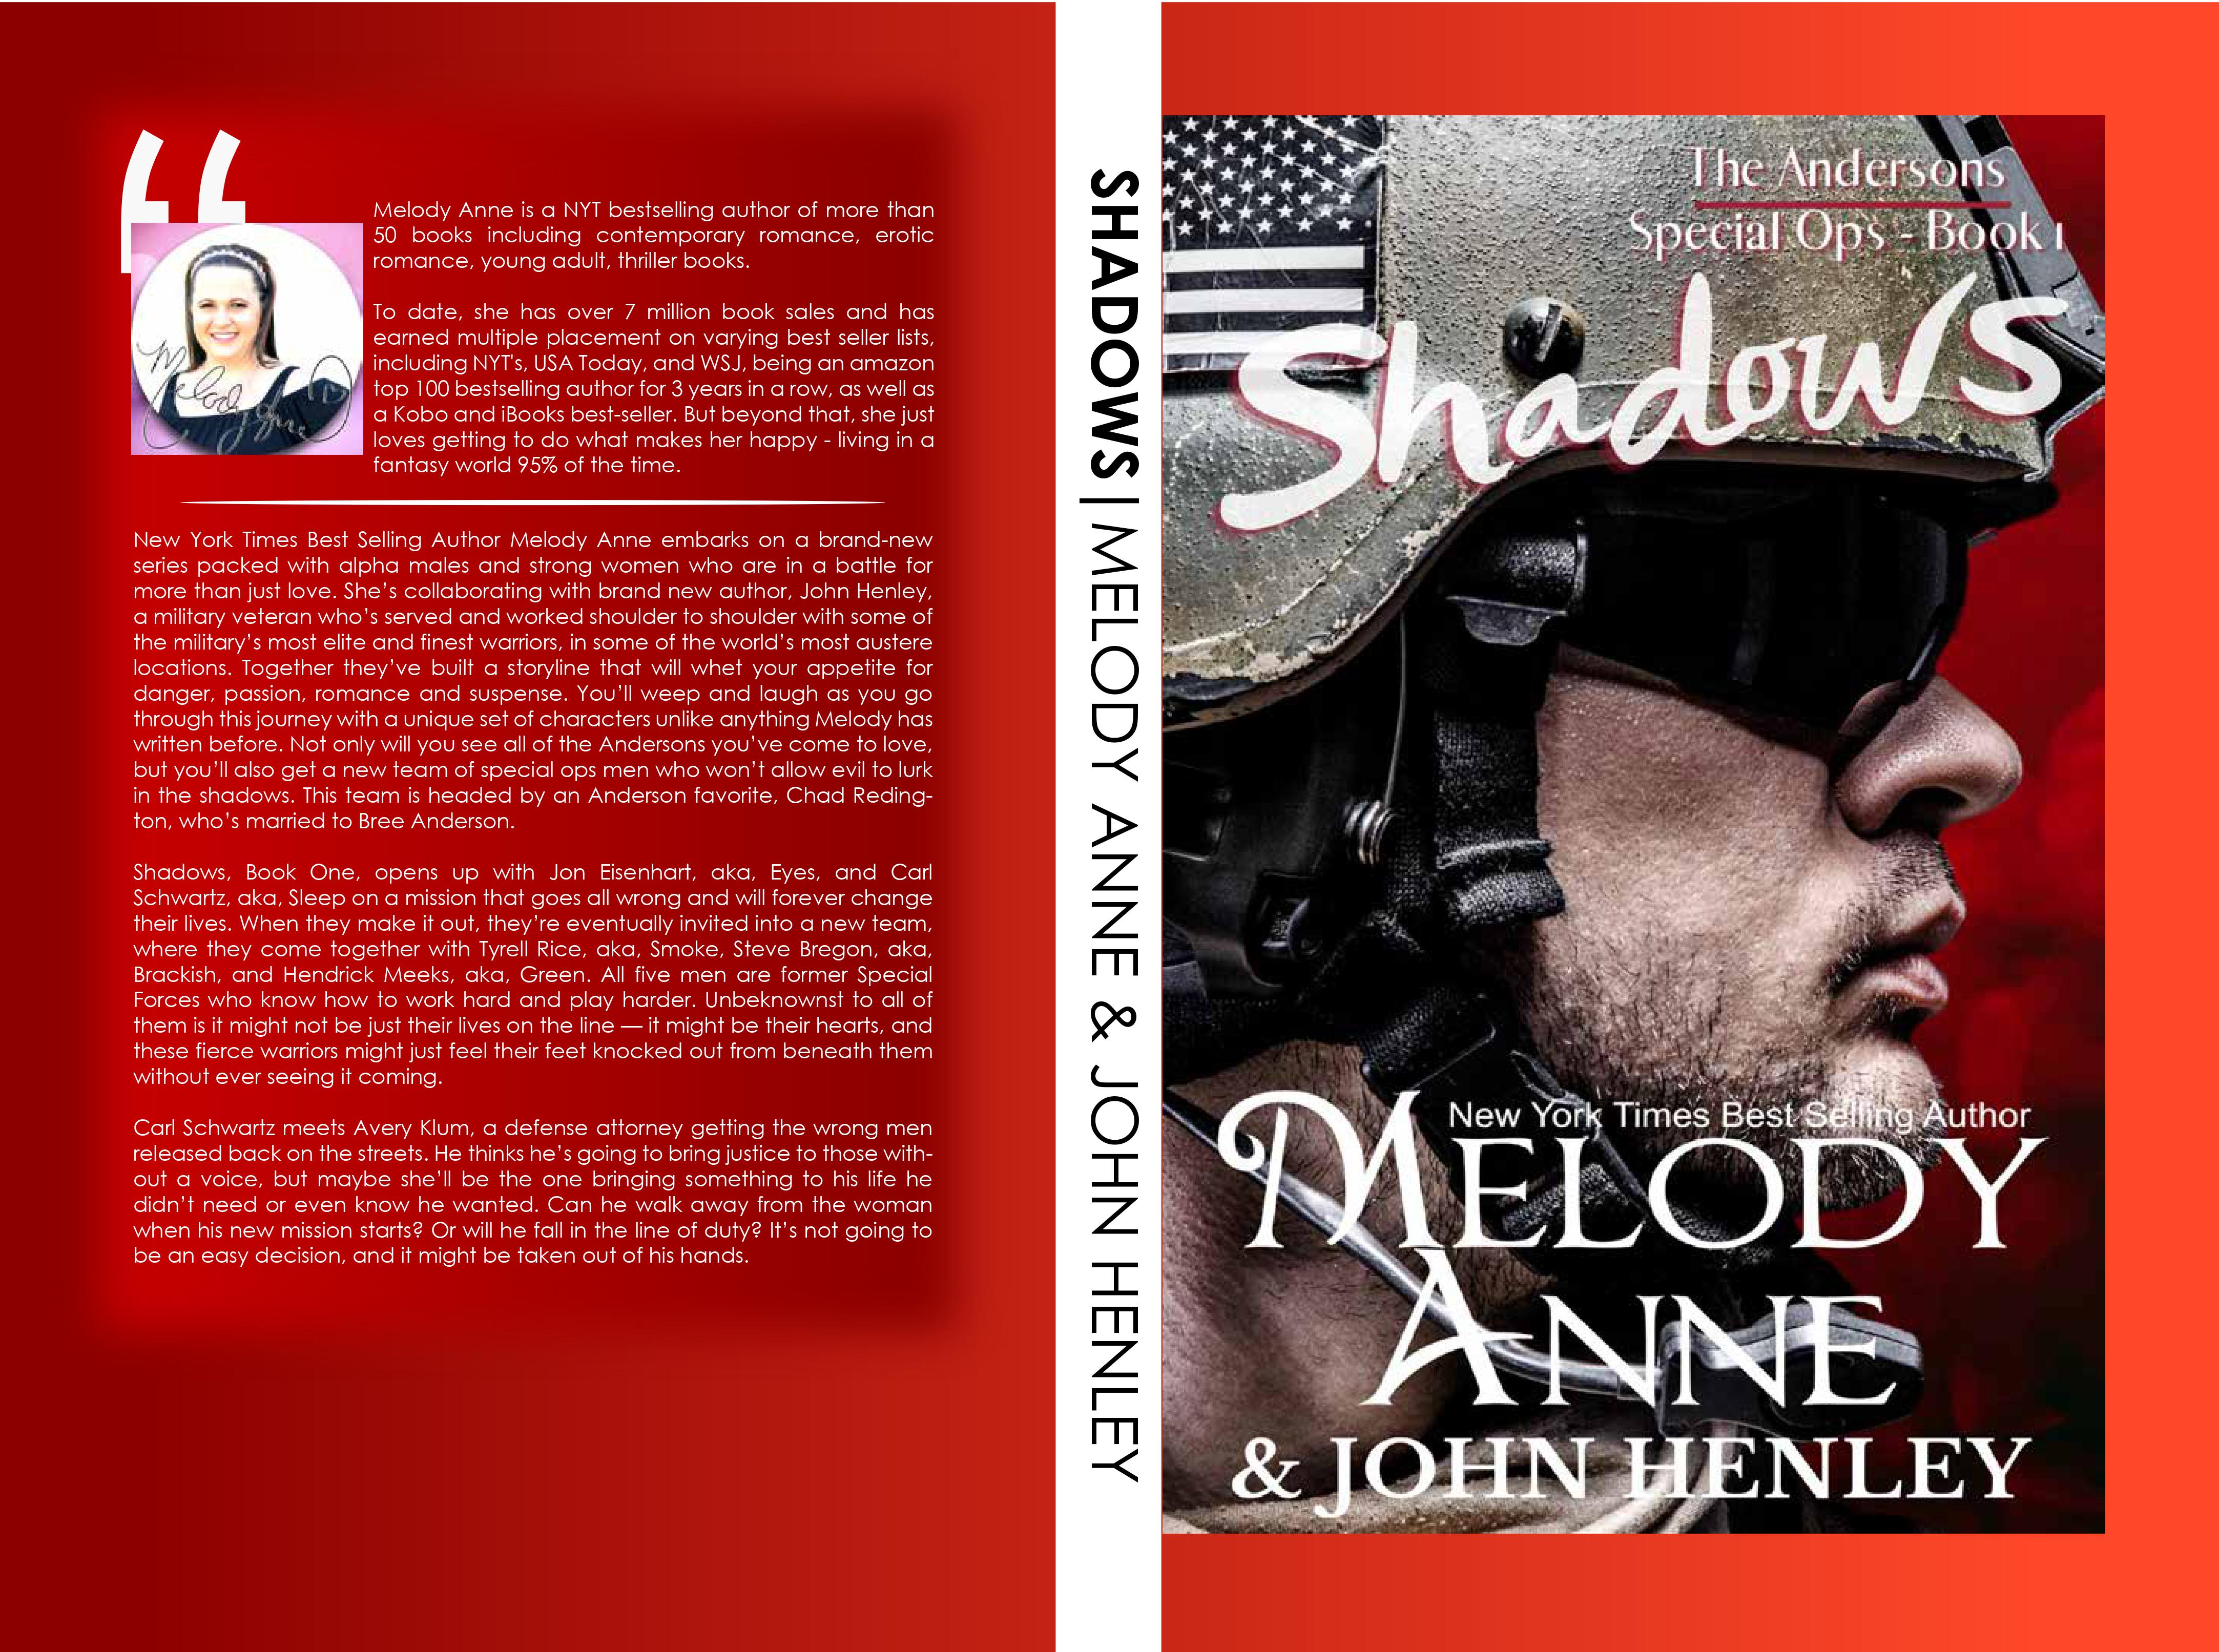 “
Melody Anne is a NYT bestselling author of more than
50 books including contemporary romance, erotic
romance, young adult, thriller books.
To date, she has over 7 million book sales and has
earned multiple placement on varying best seller lists,
including NYT's, USA Today, and WSJ, being an amazon
top 100 bestselling author for 3 years in a row, as well as
a Kobo and iBooks best-seller. But beyond that, she just
loves getting to do what makes her happy - living in a
fantasy world 95% of the time.
Melody Anne
New York Times Best Selling Author Melody Anne embarks on a brand-new
series packed with alpha males and strong women who are in a battle for
more than just love. She’s collaborating with brand new author, John Henley,
a military veteran who’s served and worked shoulder to shoulder with some of
the military’s most elite and finest warriors, in some of the world’s most austere
locations. Together they’ve built a storyline that will whet your appetite for
danger, passion, romance and suspense. You’ll weep and laugh as you go
through this journey with a unique set of characters unlike anything Melody has
written before. Not only will you see all of the Andersons you’ve come to love,
but you’ll also get a new team of special ops men who won’t allow evil to lurk
in the shadows. This team is headed by an Anderson favorite, Chad Reding-
ton, who’s married to Bree Anderson.
Shadows, Book One, opens up with Jon Eisenhart, aka, Eyes, and Carl
Schwartz, aka, Sleep on a mission that goes all wrong and will forever change
their lives. When they make it out, they’re eventually invited into a new team,
where they come together with Tyrell Rice, aka, Smoke, Steve Bregon, aka,
Brackish, and Hendrick Meeks, aka, Green. All five men are former Special
Forces who know how to work hard and play harder. Unbeknownst to all of
them is it might not be just their lives on the line — it might be their hearts, and
these fierce warriors might just feel their feet knocked out from beneath them
without ever seeing it coming.
Carl Schwartz meets Avery Klum, a defense attorney getting the wrong men
released back on the streets. He thinks he’s going to bring justice to those with-
out a voice, but maybe she’ll be the one bringing something to his life he
didn’t need or even know he wanted. Can he walk away from the woman
when his new mission starts? Or will he fall in the line of duty? It’s not going to
be an easy decision, and it might be taken out of his hands.
SHADOWS|MELODY ANNE & JOHN HENLEY
The Andersons
Special Ops - Book 1
Shadows
New York Times Best Selling Author
MELODY
ANNE
& JOHN HENLEY